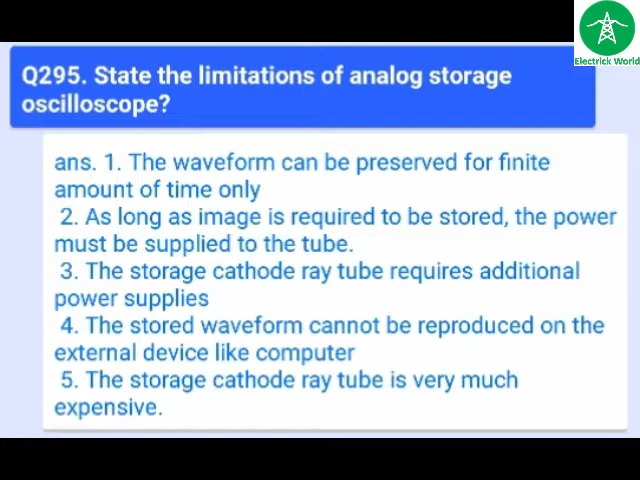 Electrick World
Q295. State the limitations of analog storage
oscilloscope?
ans. 1. The waveform can be preserved for finite
amount of time only
2. As long as image is required to be stored, the power
must be supplied to the tube.
3. The storage cathode ray tube requires additional
power supplies
4. The stored waveform cannot be reproduced on the
external device like computer
5. The storage cathode ray tube is very much
expensive.